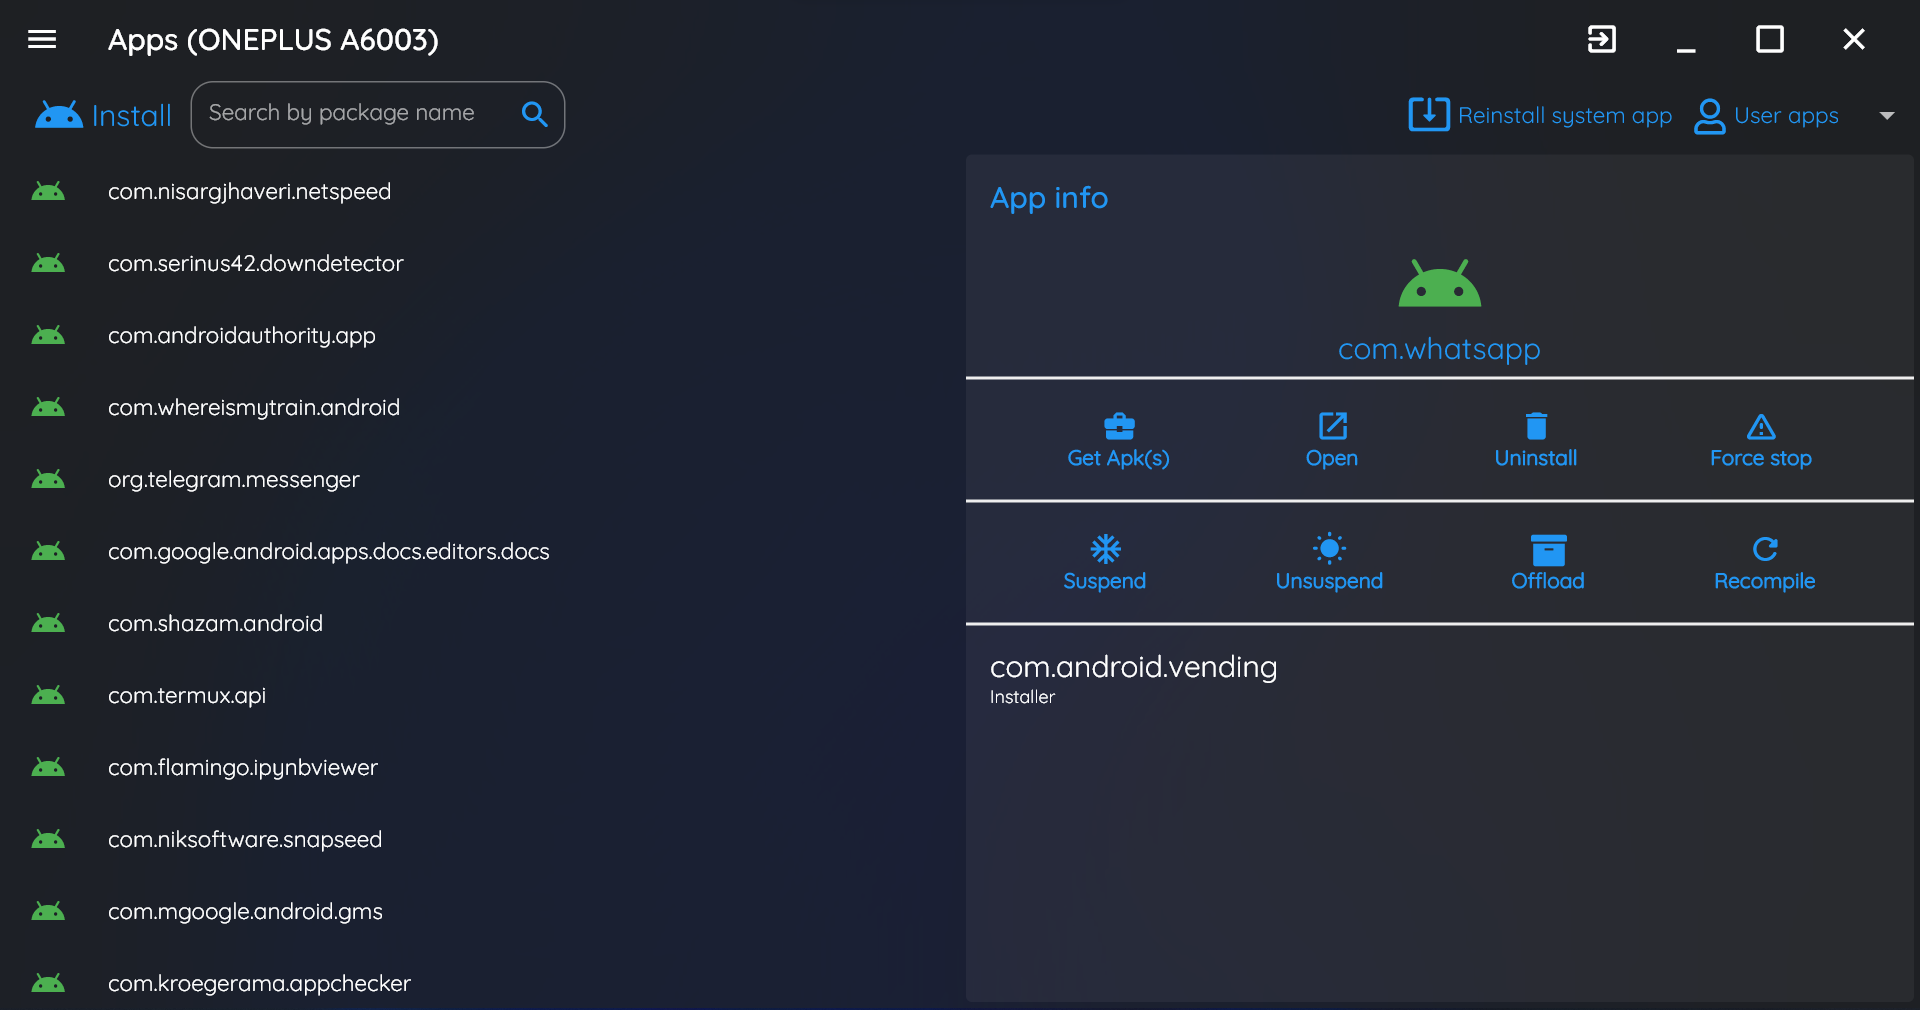 Apps (ONEPLUS A6003)
Install
Search by package name
Reinstall system app
User apps
com.nisargjhaveri.netspeed
com.serinus42.downdetector
com.androidauthority.app
com.whereismytrain.android
org.telegram.messenger
com.google.android.apps.docs.editors.docs
com.shazam.android
com.termux.api
com.flamingo.ipynbviewer
com.niksoftware.snapseed
com.mgoogle.android.gms
com.kroegerama.appchecker
App info
com.whatsapp
Get Apk(s)
Open
Uninstall
Force stop
Suspend
Unsuspend
Offload
Recompile
com.android.vending
Installer